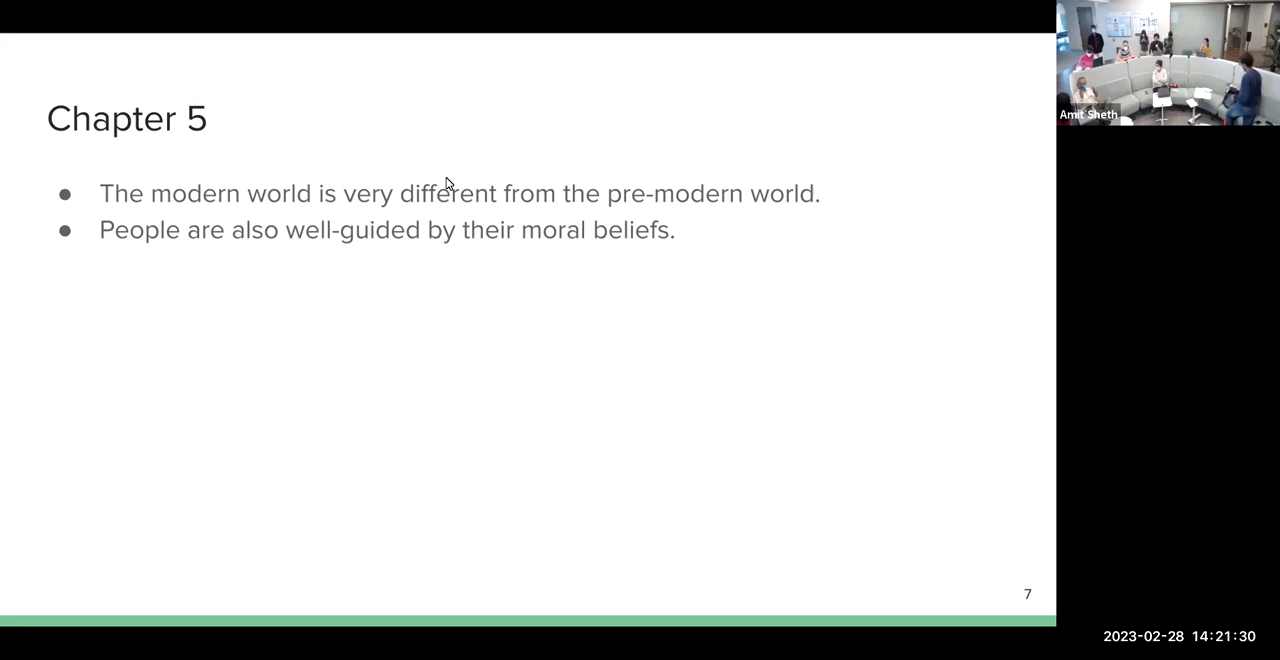 Chapter 5
● The modern world is very different from the pre-modern world.
● People are also well-guided by their moral beliefs.
7
Amit Sheth
2023-02-28 14:21:30